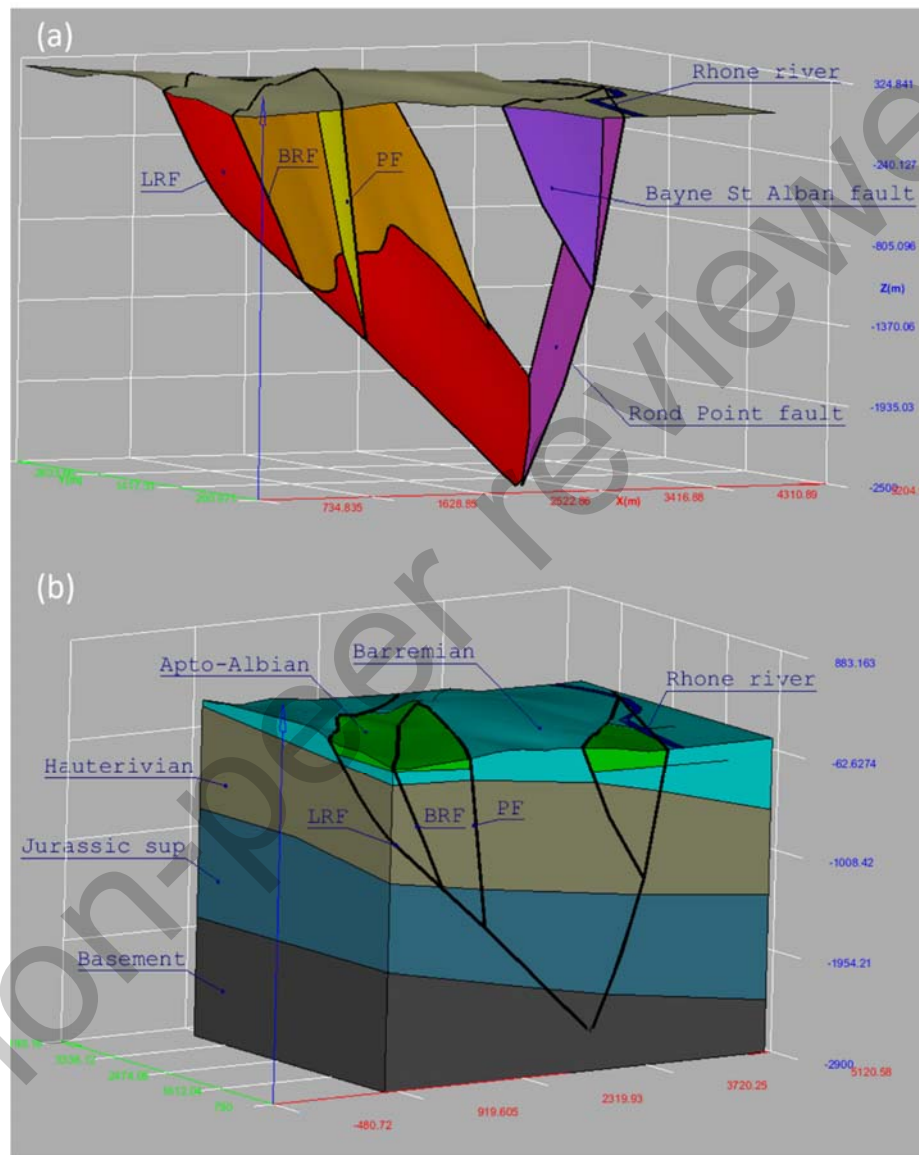 (a)
Rhone river
324.841
LRF
BRF
PF
-240.127
Bayne St Alban fault
-805.096
Z(m)
-1370.06
Rond Point fault
-1935.03
-2500
734.835
1628.85
2522.86
X(m)
3416.88
4310.89
(b)
883.163
Apto-Albian
Barremian
Rhone river
-62.6274
Hauterivian
LRF
BRF
PF
-1008.42
Jurassic sup
-1954.21
Basement
-2900
5120.58
3720.25
2319.93
919.605
-480.72
750
non-peer reviewe